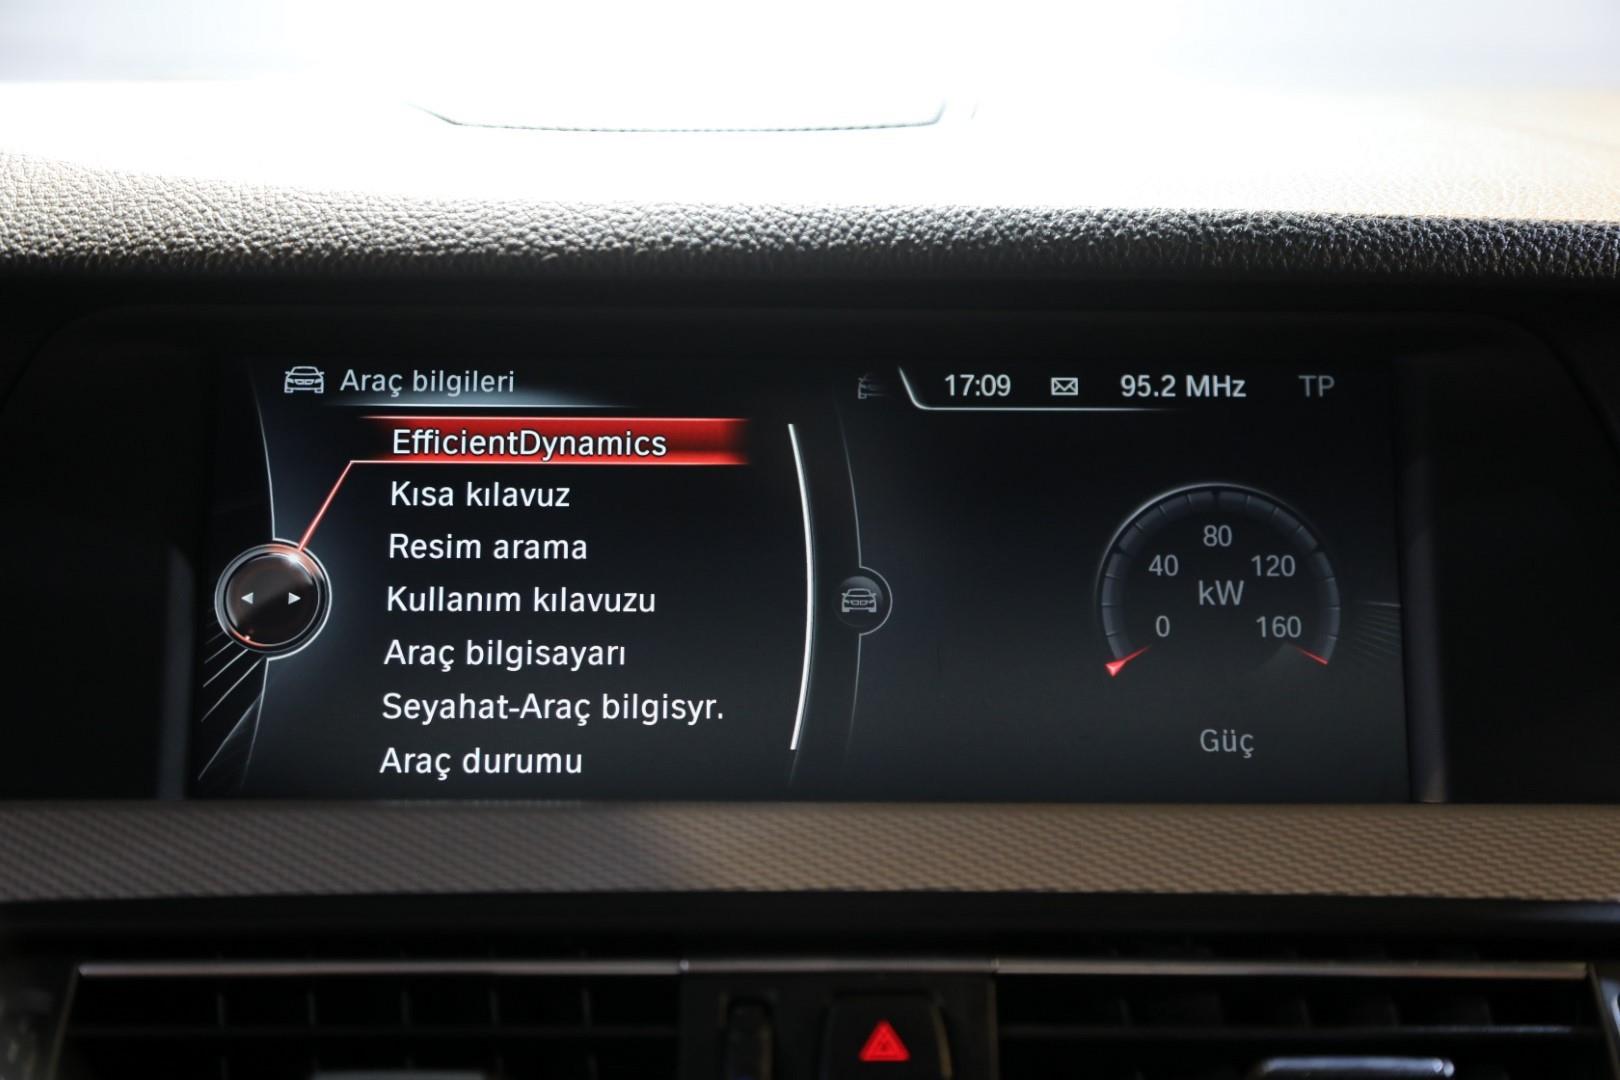 Araç bilgileri
17:09 95.2 MHz TP
EfficientDynamics
Kısa kılavuz
Resim arama
Kullanım kılavuzu
Araç bilgisayarı
Seyahat-Araç bilgisyr.
Araç durumu
80
40 120
kW
0 160
Güç